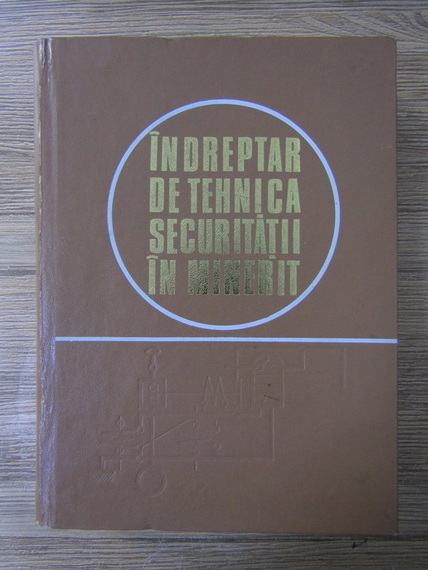 ÎNDREPTAR
DE TEHNICA
SECURITĂȚII
ÎN MINERIT